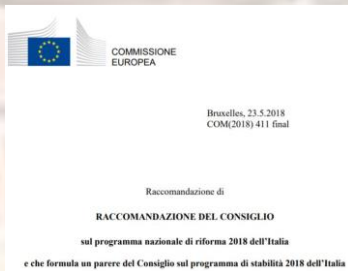 COMMISSIONE
EUROPEA
Bruxelles, 23.5.2018
COM(2018) 411 final
Raccomandazione di
RACCOMANDAZIONE DEL CONSIGLIO
sul programma nazionale di riforma 2018 dell'Italia
e che formula un parere del Consiglio sul programma di stabilità 2018 dell'Italia